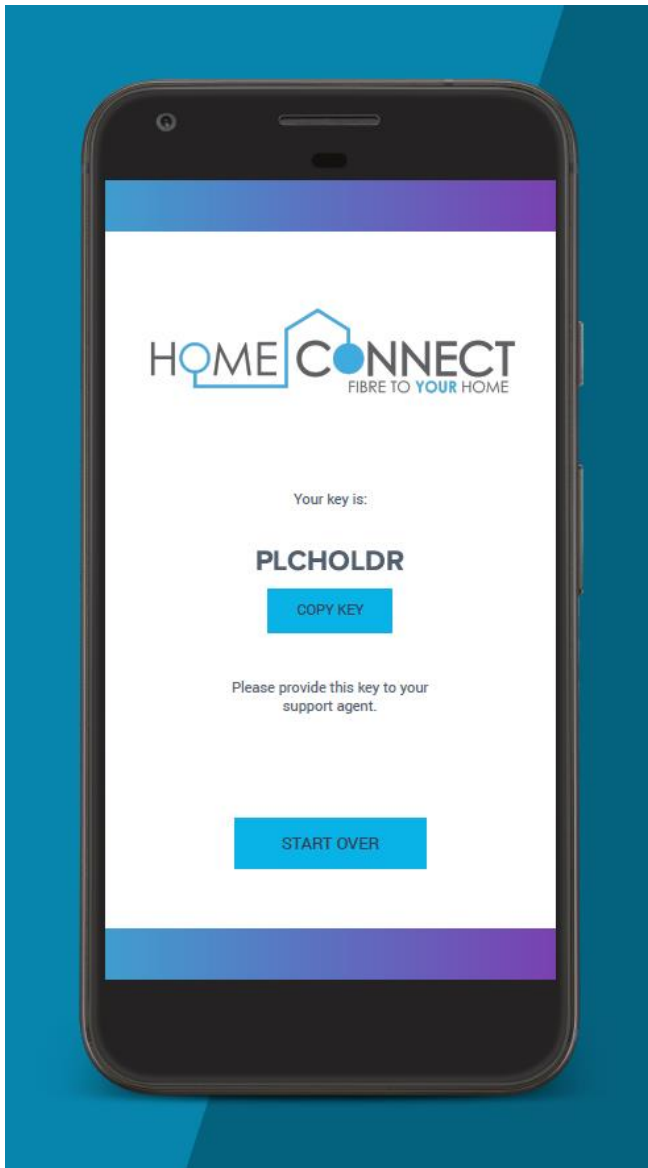 HOME CONNECT
FIBRE TO YOUR HOME
Your key is:
PLCHOLDR
COPY KEY
Please provide this key to your
support agent.
START OVER